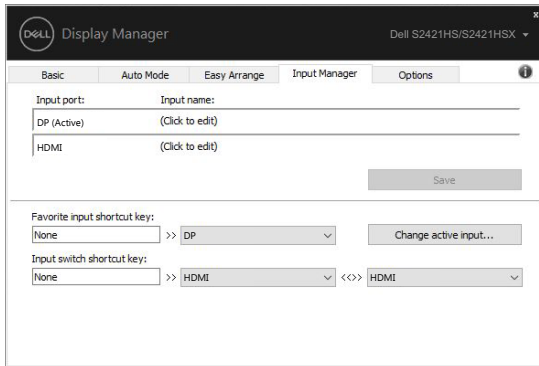 x
DELL Display Manager Dell S2421HS/S2421HSX
Basic Auto Mode Easy Arrange Input Manager Options
Input port: Input name:
DP (Active) (Click to edit)
HDMI (Click to edit)
Save
Favorite input shortcut key:
None >> DP Change active input...
Input switch shortcut key:
None >> HDMI <<>> HDMI